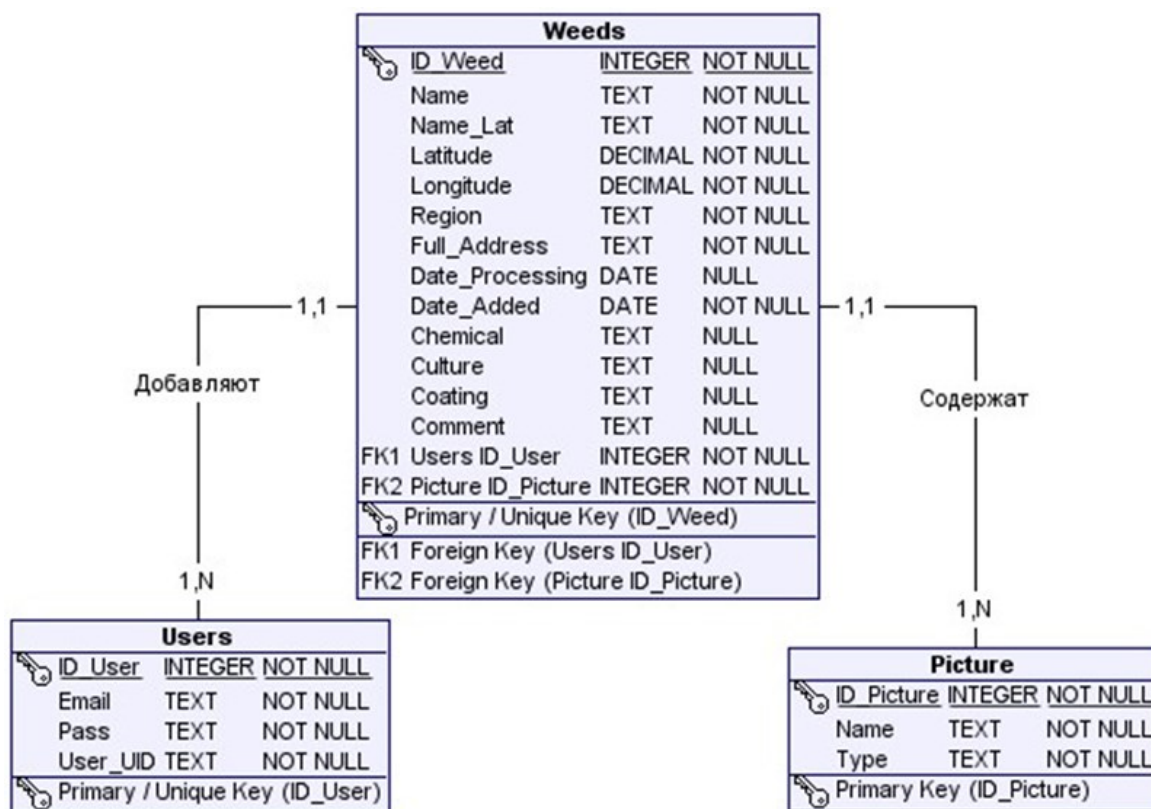 Weeds
ID_Weed INTEGER NOT NULL
Name TEXT NOT NULL
Name_Lat TEXT NOT NULL
Latitude DECIMAL NOT NULL
Longitude DECIMAL NOT NULL
Region TEXT NOT NULL
Full_Address TEXT NOT NULL
Date_Processing DATE NULL
Date_Added DATE NOT NULL
Chemical TEXT NULL
Culture TEXT NULL
Coating TEXT NULL
Comment TEXT NULL
FK1 Users ID_User INTEGER NOT NULL
FK2 Picture ID_Picture INTEGER NOT NULL
Primary / Unique Key (ID_Weed)
FK1 Foreign Key (Users ID_User)
FK2 Foreign Key (Picture ID_Picture)
1,1
Добавляют
1,N
1,1
Содержат
1,N
Users
ID_User INTEGER NOT NULL
Email TEXT NOT NULL
Pass TEXT NOT NULL
User_UID TEXT NOT NULL
Primary / Unique Key (ID_User)
Picture
ID_Picture INTEGER NOT NULL
Name TEXT NOT NULL
Type TEXT NOT NULL
Primary Key (ID_Picture)